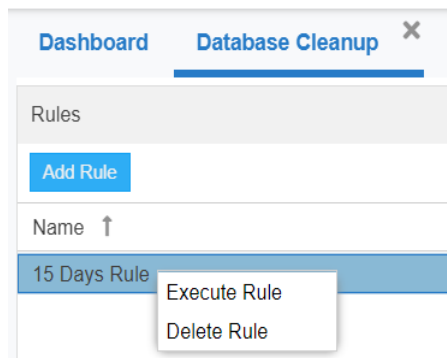 Dashboard Database Cleanup
Rules
Add Rule
Name
15 Days Rule
Execute Rule
Delete Rule